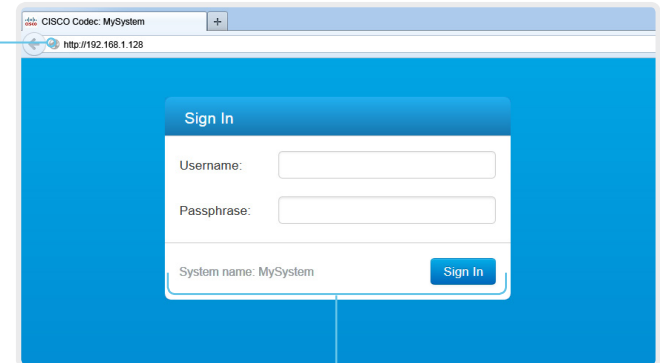 CISCO Codec: MySystem
+
http://192.168.1.128
Sign In
Username:
Passphrase:
System name: MySystem
Sign In